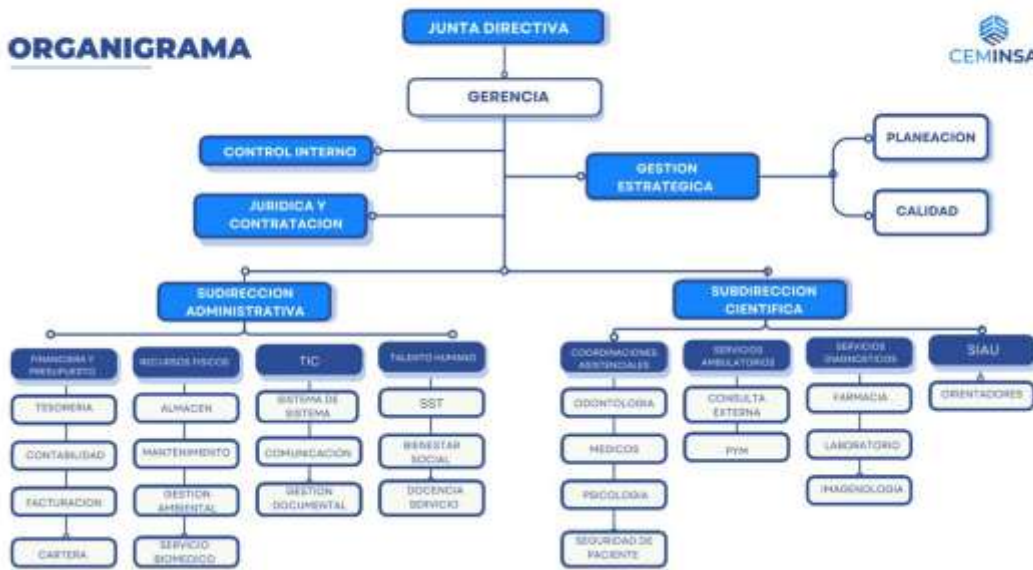 ORGANIGRAMA
JUNTA DIRECTIVA
CEMINSA
GERENCIA
CONTROL INTERNO
GESTION
ESTRATEGICA
PLANEACION
JURIDICA Y
CONTRATACION
CALIDAD
SUDIRECCION
ADMINISTRATIVA
SUBDIRECCION
CIENTIFICA
FINANCIERA Y
PRESUPUESTO
RECURSOS FISICOS
TIC
TALENTO HUMANO
COORDINACIONES
ASISTENCIALES
SERVICIOS
AMBULATORIOS
SERVICIOS
DIAGNOSTICOS
SIAU
TESORERIA
ALMACEN
SISTEMA DE
SISTEMA
SST
ODONTOLOGIA
CONSULTA
EXTERNA
FARMACIA
ORIENTADORES
CONTABILIDAD
MANTENIMIENTO
COMUNICACIÓN
BIENESTAR
SOCIAL
MEDICOS
PYM
LABORATORIO
FACTURACION
GESTION
AMBIENTAL
GESTION
DOCUMENTAL
DOCENCIA
SERVICIO
PSICOLOGIA
IMAGENOLOGIA
CARTERA
SERVICIO
BIOMEDICO
SEGURIDAD DE
PACIENTE